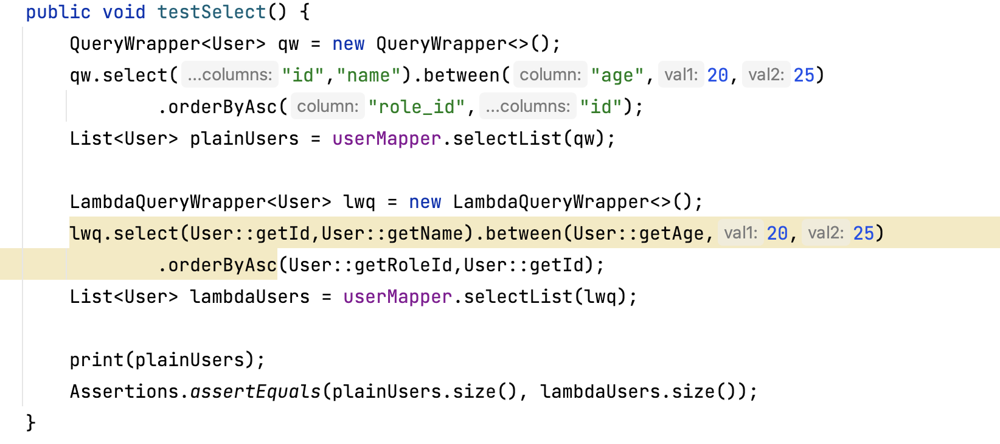 public void testSelect() {
QueryWrapper<User> qw = new QueryWrapper<>();
qw.select( ...columns: "id","name").between( column: "age", val1: 20, val2: 25)
.orderByAsc( column: "role_id", ...columns: "id");
List<User> plainUsers = userMapper.selectList(qw);
LambdaQueryWrapper<User> lwq = new LambdaQueryWrapper<>();
lwq.select(User::getId,User::getName).between(User::getAge, val1: 20, val2: 25)
.orderByAsc(User::getRoleId,User::getId);
List<User> lambdaUsers = userMapper.selectList(lwq);
print(plainUsers);
Assertions.assertEquals(plainUsers.size(), lambdaUsers.size());
}